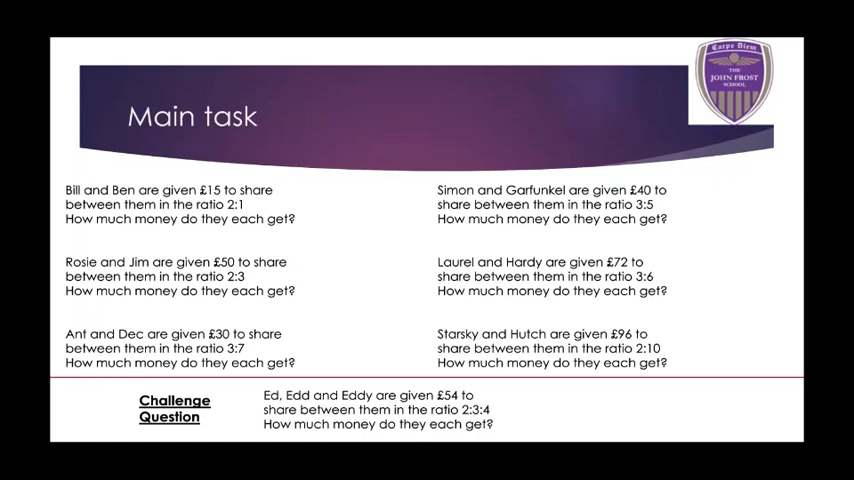 Carpe Diem
THE
JOHN FROST
SCHOOL
Main task
Bill and Ben are given £15 to share
between them in the ratio 2:1
How much money do they each get?
Rosie and Jim are given £50 to share
between them in the ratio 2:3
How much money do they each get?
Ant and Dec are given £30 to share
between them in the ratio 3:7
How much money do they each get?
Simon and Garfunkel are given £40 to
share between them in the ratio 3:5
How much money do they each get?
Laurel and Hardy are given £72 to
share between them in the ratio 3:6
How much money do they each get?
Starsky and Hutch are given £96 to
share between them in the ratio 2:10
How much money do they each get?
Challenge
Question
Ed, Edd and Eddy are given £54 to
share between them in the ratio 2:3:4
How much money do they each get?